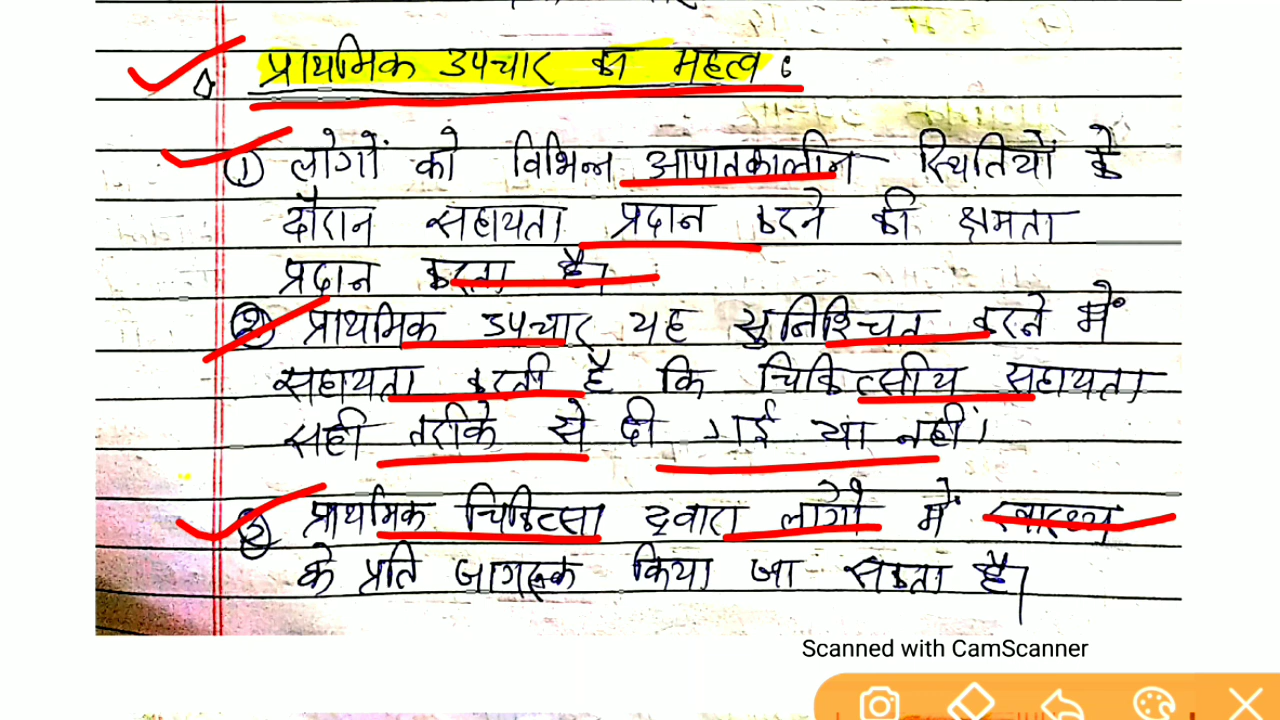 प्राथमिक उपचार का महत्व :
① लोगों को विभिन्न आपातकालीन स्थितियों के
दौरान सहायता प्रदान करने की क्षमता
प्रदान करता है।
② प्राथमिक उपचार यह सुनिश्चित करने में
सहायता करती है कि चिकित्सीय सहायता
सही तरीके से दी गई या नहीं।
③ प्राथमिक चिकित्सा द्वारा लोगों में स्वास्थ्य
के प्रति जागरूक किया जा सकता है।
Scanned with CamScanner